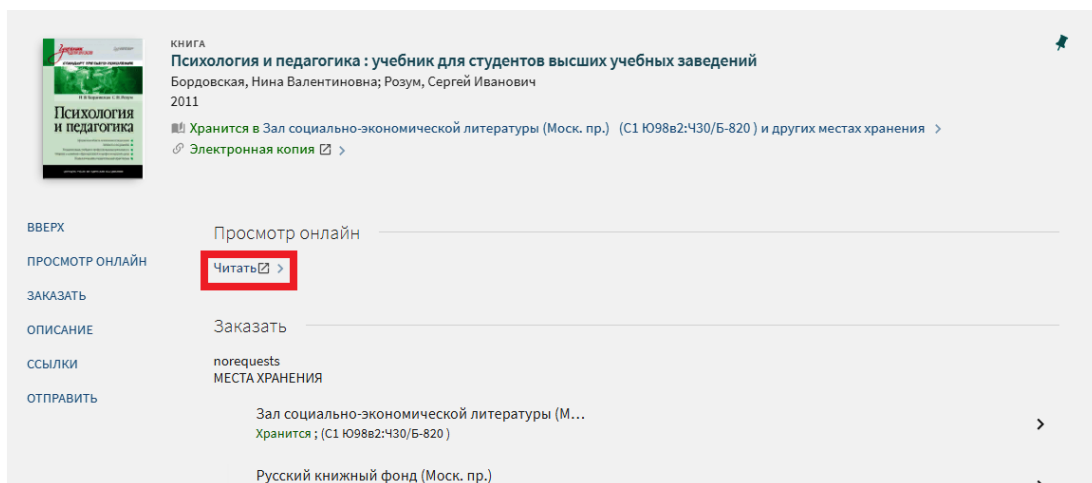 КНИГА
Психология и педагогика : учебник для студентов высших учебных заведений
Бордовская, Нина Валентиновна; Розум, Сергей Иванович
2011
Хранится в Зал социально-экономической литературы (Моск. пр.) (С1 Ю98в2:Ч30/Б-820 ) и других местах хранения
Электронная копия
Психология
и педагогика
ВВЕРХ
ПРОСМОТР ОНЛАЙН
ЗАКАЗАТЬ
ОПИСАНИЕ
ССЫЛКИ
ОТПРАВИТЬ
Просмотр онлайн
Читать
Заказать
norequests
МЕСТА ХРАНЕНИЯ
Зал социально-экономической литературы (М...
Хранится ; (С1 Ю98в2:Ч30/Б-820 )
Русский книжный фонд (Моск. пр.)